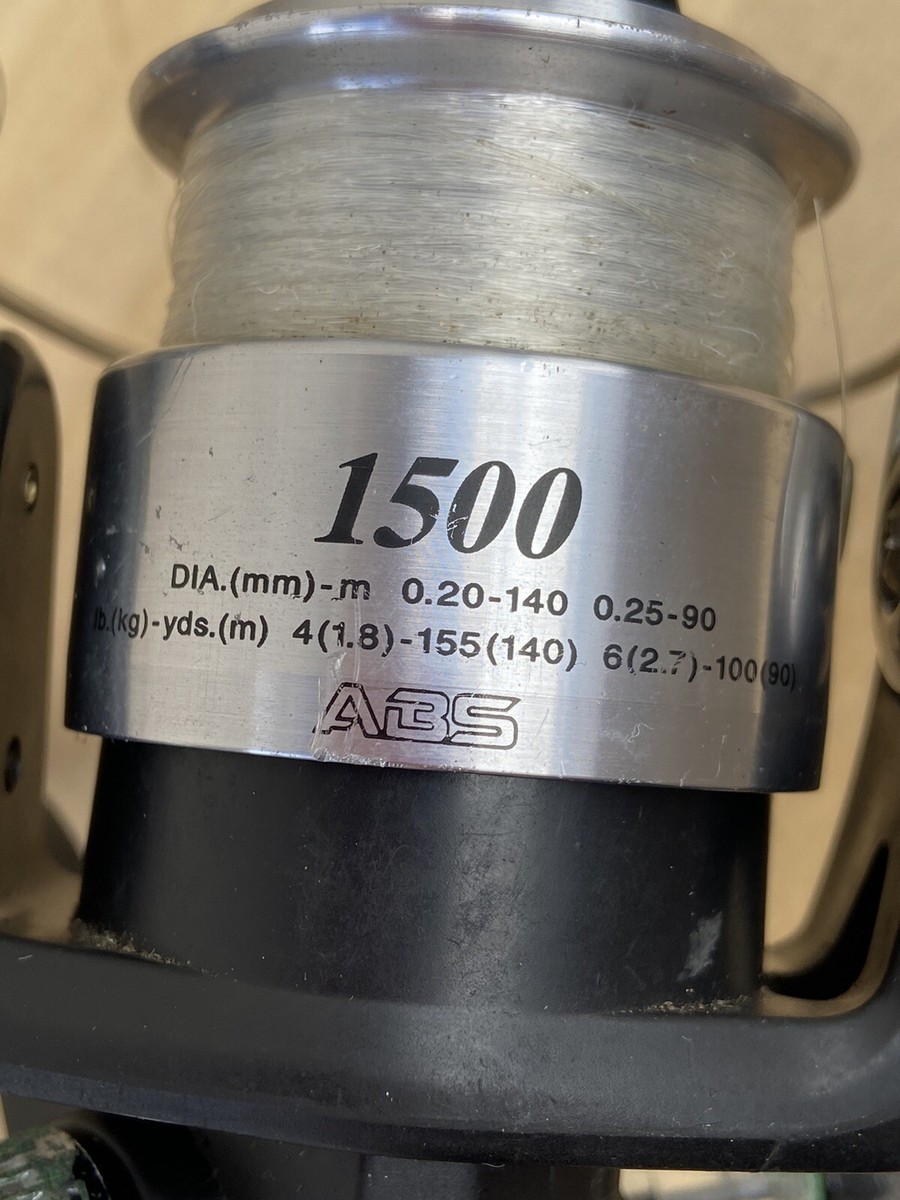 1500
DIA.(mm)-m 0.20-140 0.25-90
lb.(kg)-yds.(m) 4(1.8)-155(140) 6(2.7)-100(90)
ABS